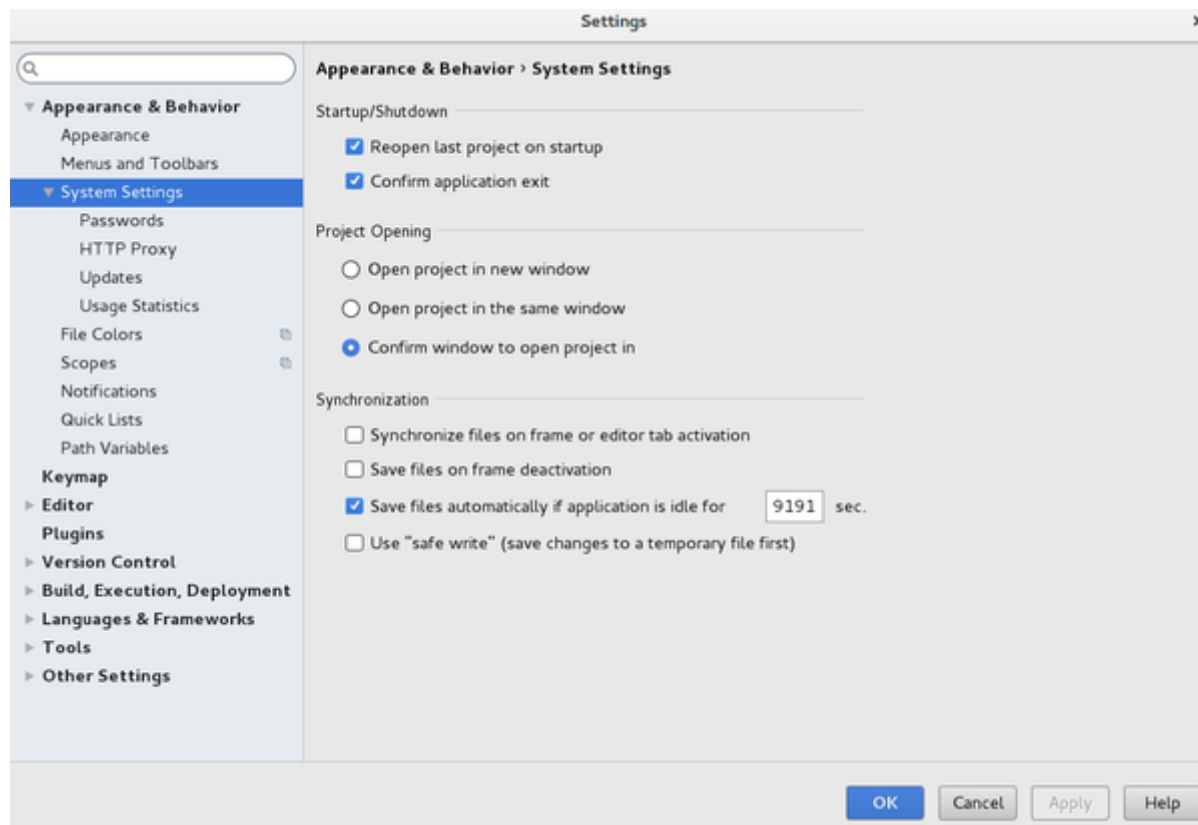 Settings
Appearance & Behavior
Appearance
Menus and Toolbars
System Settings
Passwords
HTTP Proxy
Updates
Usage Statistics
File Colors
Scopes
Notifications
Quick Lists
Path Variables
Keymap
Editor
Plugins
Version Control
Build, Execution, Deployment
Languages & Frameworks
Tools
Other Settings
Appearance & Behavior › System Settings
Startup/Shutdown
Reopen last project on startup
Confirm application exit
Project Opening
Open project in new window
Open project in the same window
Confirm window to open project in
Synchronization
Synchronize files on frame or editor tab activation
Save files on frame deactivation
Save files automatically if application is idle for 9191 sec.
Use "safe write" (save changes to a temporary file first)
OK Cancel Apply Help